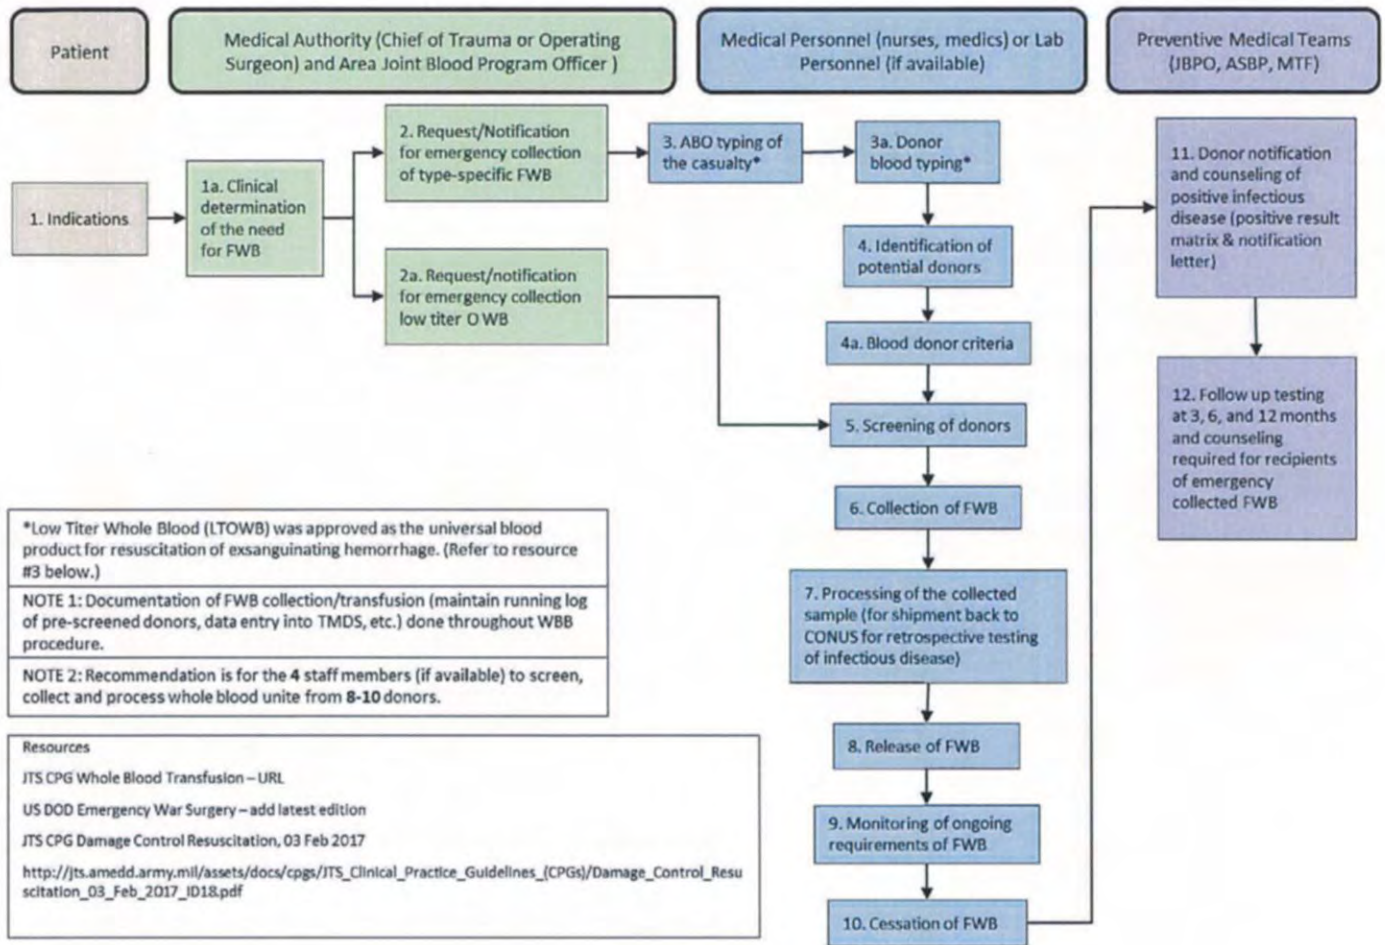 Patient
Medical Authority (Chief of Trauma or Operating
Surgeon) and Area Joint Blood Program Officer )
Medical Personnel (nurses, medics) or Lab
Personnel (if available)
Preventive Medical Teams
(JBPO, ASBP, MTF)
1. Indications
1a. Clinical
determination
of the need
for FWB
2. Request/Notification
for emergency collection
of type-specific FWB
2a. Request/notification
for emergency collection
low titer O WB
3. ABO typing of
the casualty*
3a. Donor
blood typing*
4. Identification of
potential donors
4a. Blood donor criteria
5. Screening of donors
6. Collection of FWB
7. Processing of the collected
sample (for shipment back to
CONUS for retrospective testing
of infectious disease)
8. Release of FWB
9. Monitoring of ongoing
requirements of FWB
10. Cessation of FWB
11. Donor notification
and counseling of
positive infectious
disease (positive result
matrix & notification
letter)
12. Follow up testing
at 3, 6, and 12 months
and counseling
required for recipients
of emergency
collected FWB
*Low Titer Whole Blood (LTOWB) was approved as the universal blood
product for resuscitation of exsanguinating hemorrhage. (Refer to resource
#3 below.)
NOTE 1: Documentation of FWB collection/transfusion (maintain running log
of pre-screened donors, data entry into TMDS, etc.) done throughout WBB
procedure.
NOTE 2: Recommendation is for the 4 staff members (if available) to screen,
collect and process whole blood unite from 8-10 donors.
Resources
JTS CPG Whole Blood Transfusion – URL
US DOD Emergency War Surgery – add latest edition
JTS CPG Damage Control Resuscitation, 03 Feb 2017
http://jts.amedd.army.mil/assets/docs/cpgs/JTS_Clinical_Practice_Guidelines_(CPGs)/Damage_Control_Resu
scitation_03_Feb_2017_ID18.pdf